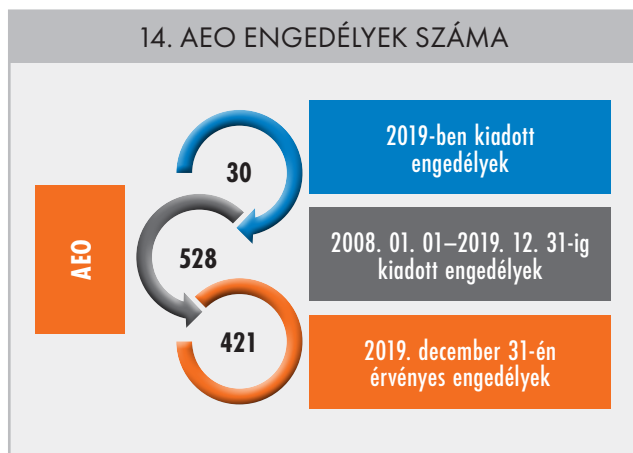 14. AEO ENGEDÉLYEK SZÁMA
AEO
30
2019-ben kiadott
engedélyek
528
2008. 01. 01–2019. 12. 31-ig
kiadott engedélyek
421
2019. december 31-én
érvényes engedélyek